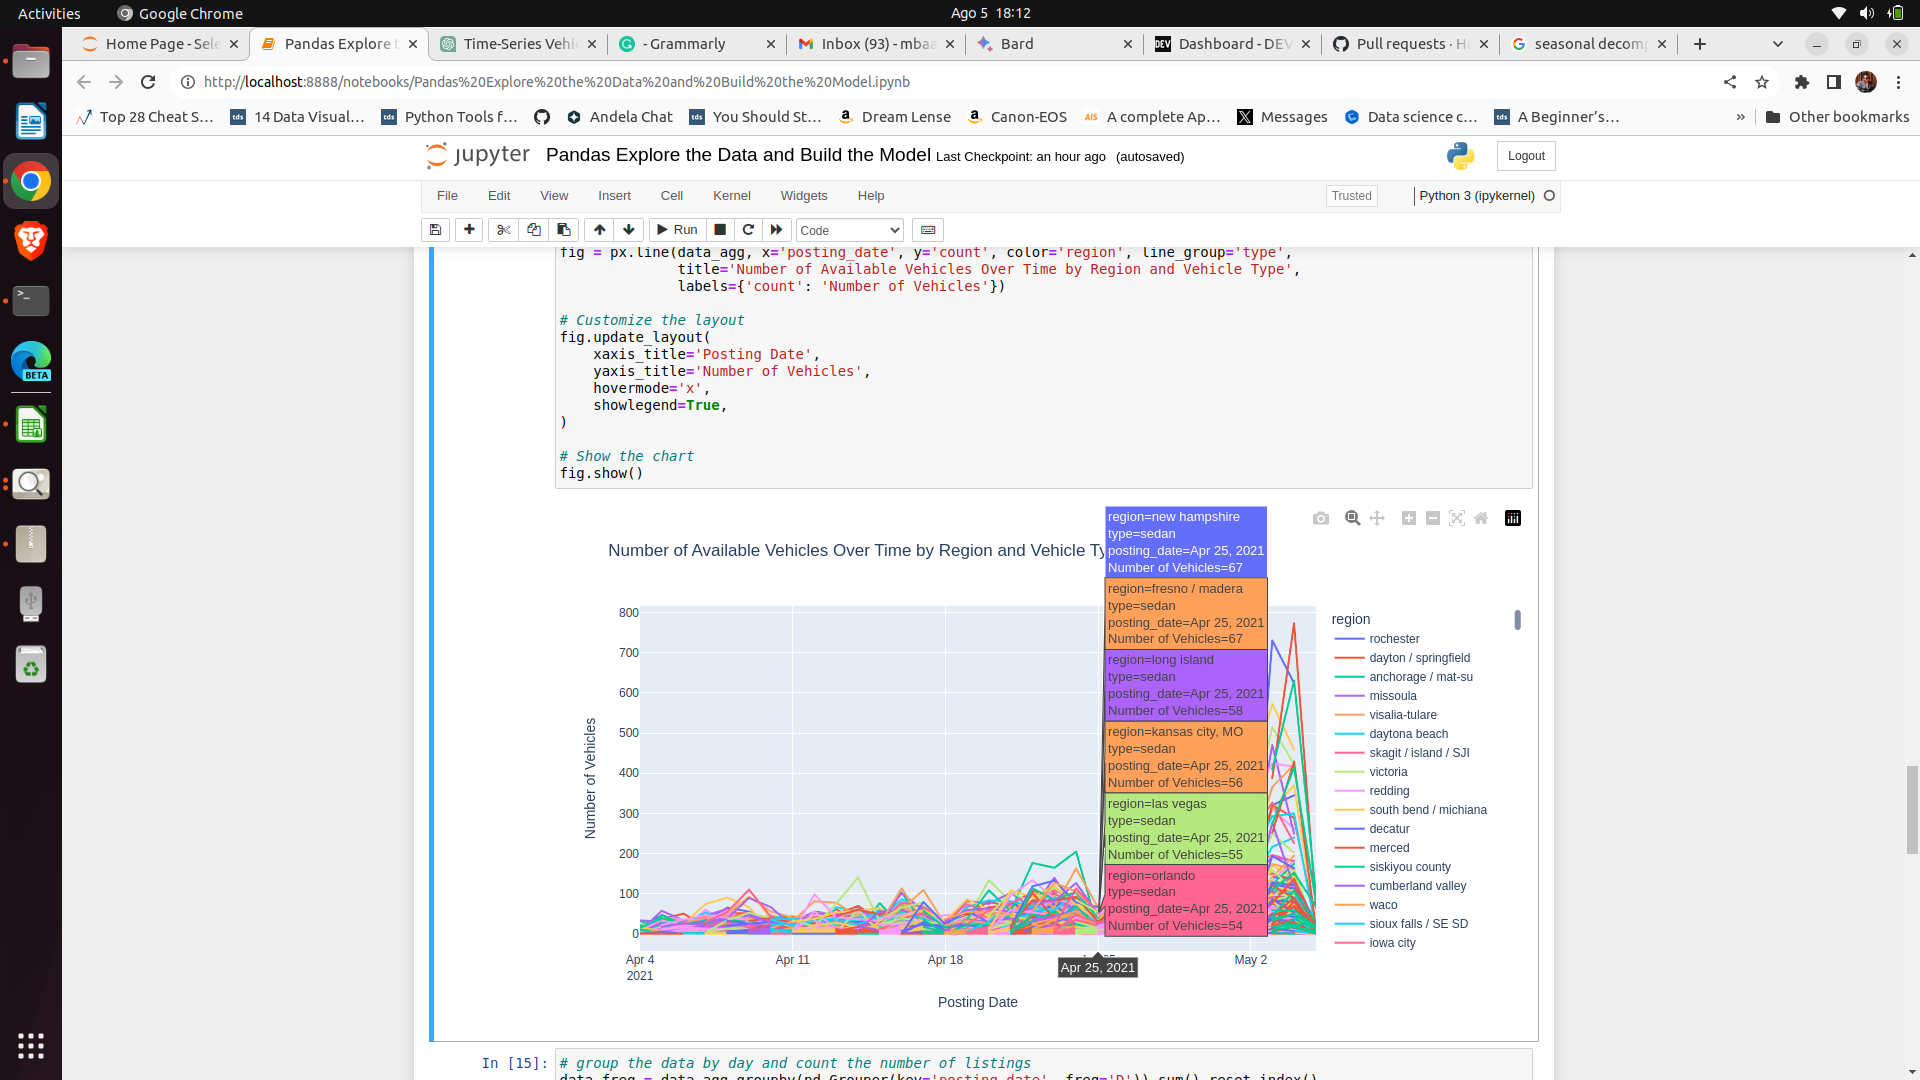 Activities
Google Chrome
Ago 5 18:12
Home Page - Sele
Pandas Explore t
Time-Series Vehi
- Grammarly
Inbox (93) - mbaa
Bard
Dashboard - DEV
Pull requests · Ha
seasonal decomp
http://localhost:8888/notebooks/Pandas%20Explore%20the%20Data%20and%20Build%20the%20Model.ipynb
Top 28 Cheat S…
14 Data Visual…
Python Tools f…
Andela Chat
You Should St…
Dream Lense
Canon-EOS
A complete Ap…
Messages
Data science c…
A Beginner's…
»
Other bookmarks
jupyter
Pandas Explore the Data and Build the Model Last Checkpoint: an hour ago (autosaved)
Logout
File Edit View Insert Cell Kernel Widgets Help
Trusted
Python 3 (ipykernel)
Run
Code
fig = px.line(data_agg, x='posting_date', y='count', color='region', line_group='type',
title='Number of Available Vehicles Over Time by Region and Vehicle Type',
labels={'count': 'Number of Vehicles'})
# Customize the layout
fig.update_layout(
xaxis_title='Posting Date',
yaxis_title='Number of Vehicles',
hovermode='x',
showlegend=True,
)
# Show the chart
fig.show()
Number of Available Vehicles Over Time by Region and Vehicle Ty
region=new hampshire
type=sedan
posting_date=Apr 25, 2021
Number of Vehicles=67
region=fresno / madera
type=sedan
posting_date=Apr 25, 2021
Number of Vehicles=67
region=long island
type=sedan
posting_date=Apr 25, 2021
Number of Vehicles=58
region=kansas city, MO
type=sedan
posting_date=Apr 25, 2021
Number of Vehicles=56
region=las vegas
type=sedan
posting_date=Apr 25, 2021
Number of Vehicles=55
region=orlando
type=sedan
posting_date=Apr 25, 2021
Number of Vehicles=54
800
700
600
500
400
300
200
100
0
Number of Vehicles
Apr 4
2021
Apr 11
Apr 18
Apr 25, 2021
May 2
Posting Date
region
rochester
dayton / springfield
anchorage / mat-su
missoula
visalia-tulare
daytona beach
skagit / island / SJI
victoria
redding
south bend / michiana
decatur
merced
siskiyou county
cumberland valley
waco
sioux falls / SE SD
iowa city
In [15]:
# group the data by day and count the number of listings
data_freq = data_agg.groupby(pd.Grouper(key='posting_date', freq='D')).sum().reset_index()
BETA